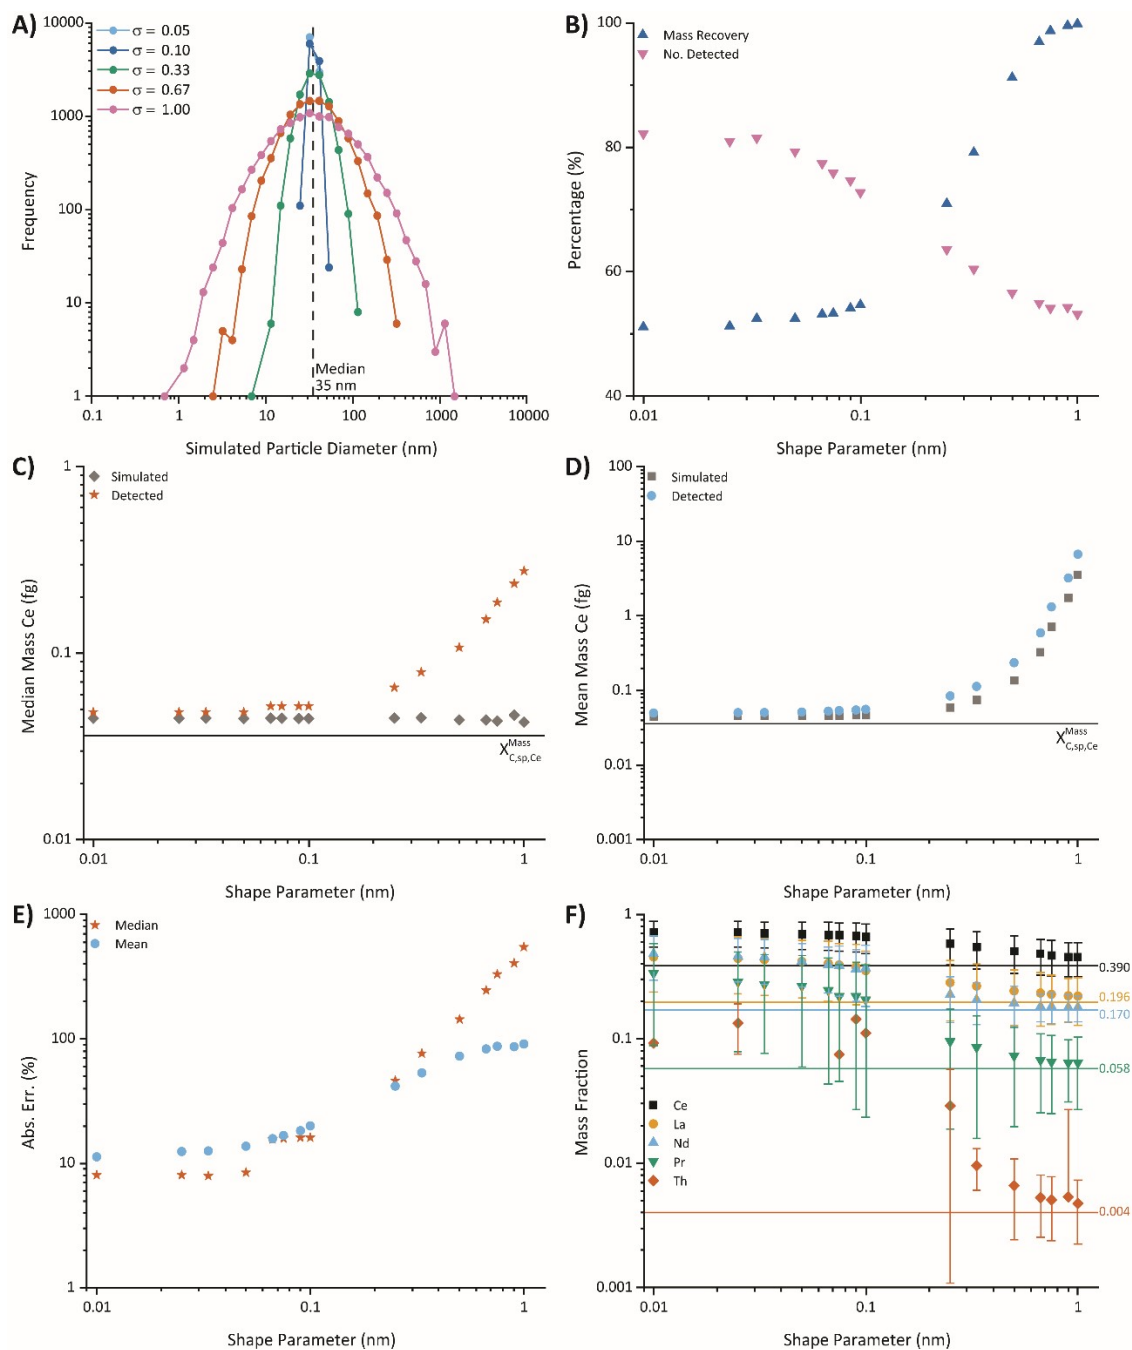 A)
σ = 0.05
σ = 0.10
σ = 0.33
σ = 0.67
σ = 1.00
10000
1000
100
10
1
Frequency
Median
35 nm
0.1 1 10 100 1000 10000
Simulated Particle Diameter (nm)
B)
Mass Recovery
No. Detected
100
80
60
40
Percentage (%)
0.01 0.1 1
Shape Parameter (nm)
C)
Simulated
Detected
1
0.1
0.01
Median Mass Ce (fg)
X Mass C,sp,Ce
0.01 0.1 1
Shape Parameter (nm)
D)
Simulated
Detected
100
10
1
0.1
0.01
0.001
Mean Mass Ce (fg)
X Mass C,sp,Ce
0.01 0.1 1
Shape Parameter (nm)
E)
Median
Mean
1000
100
10
1
Abs. Err. (%)
0.01 0.1 1
Shape Parameter (nm)
F)
1
0.1
0.01
0.001
Mass Fraction
0.390
0.196
0.170
0.058
0.004
Ce
La
Nd
Pr
Th
0.01 0.1 1
Shape Parameter (nm)